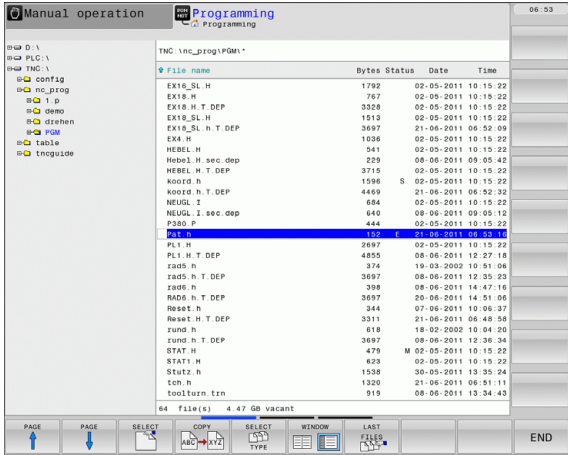 Manual operation
Programming
Programming
06:53
D:\
PLC:\
TNC:\
config
nc_prog
1.p
demo
drehen
PGM
table
tncguide
TNC:\nc_prog\PGM\*
File name Bytes Status Date Time
EX16_SL.H 1792 02-05-2011 10:15:22
EX18.H 767 02-05-2011 10:15:22
EX18.H.T.DEP 3328 02-05-2011 10:15:22
EX18_SL.H 1513 02-05-2011 10:15:22
EX18_SL.h.T.DEP 3697 21-06-2011 06:52:09
EX4.H 1036 02-05-2011 10:15:22
HEBEL.H 541 02-05-2011 10:15:22
Hebel.H.sec.dep 229 08-06-2011 09:05:42
HEBEL.H.T.DEP 3715 02-05-2011 10:15:22
koord.h 1596 S 02-05-2011 10:15:22
koord.h.T.DEP 4469 21-06-2011 06:52:32
NEUGL.I 684 02-05-2011 10:15:22
NEUGL.I.sec.dep 640 08-06-2011 09:05:12
P380.P 444 02-05-2011 10:15:22
Pat.h 152 E 21-06-2011 06:53:16
PL1.H 2697 02-05-2011 10:15:22
PL1.H.T.DEP 4855 08-06-2011 12:27:18
rad5.h 374 19-03-2002 10:51:06
rad5.h.T.DEP 3697 08-06-2011 12:35:23
rad6.h 398 08-06-2011 14:47:16
RAD6.h.T.DEP 3697 20-06-2011 14:51:06
Reset.h 344 07-06-2011 10:06:37
Reset.H.T.DEP 3311 21-06-2011 06:48:58
rund.h 618 18-02-2002 10:04:20
rund.h.T.DEP 3697 08-06-2011 12:36:34
STAT.H 479 M 02-05-2011 10:15:22
STAT1.H 623 02-05-2011 10:15:22
Stutz.h 1538 30-05-2011 13:35:24
tch.h 1320 21-06-2011 06:51:11
toolturn.trn 919 08-06-2011 13:34:43
64 file(s) 4.47 GB vacant
PAGE PAGE SELECT COPY SELECT WINDOW LAST
FILES
ABC XYZ
TYPE
END